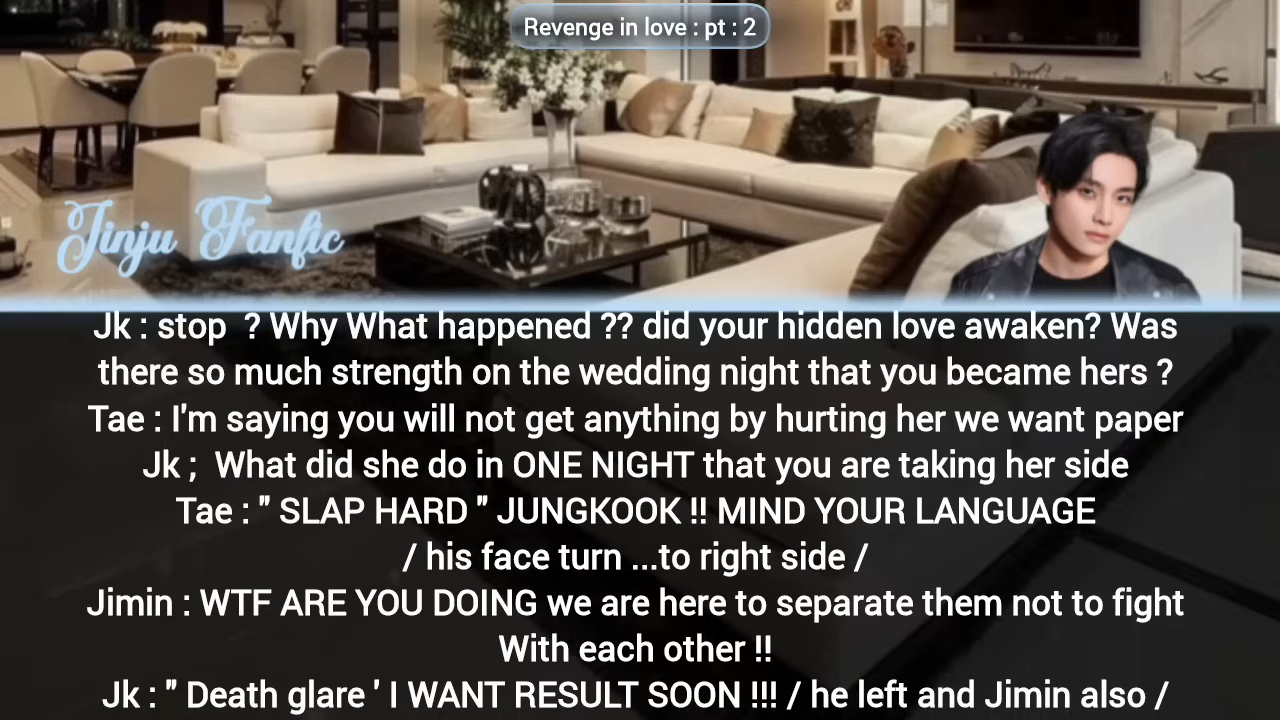 Revenge in love : pt : 2
Jinju Fanfic
Jk : stop  ? Why What happened ?? did your hidden love awaken? Was
there so much strength on the wedding night that you became hers ?
Tae : I'm saying you will not get anything by hurting her we want paper
Jk ;  What did she do in ONE NIGHT that you are taking her side
Tae : " SLAP HARD " JUNGKOOK !! MIND YOUR LANGUAGE
/ his face turn ...to right side /
Jimin : WTF ARE YOU DOING we are here to separate them not to fight
With each other !!
Jk : " Death glare ' I WANT RESULT SOON !!! / he left and Jimin also /